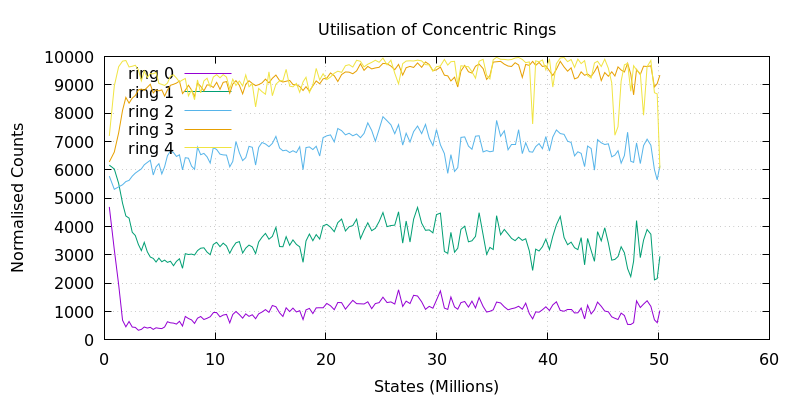 Utilisation of Concentric Rings
Normalised Counts
10000
9000
8000
7000
6000
5000
4000
3000
2000
1000
0
ring 0
ring 1
ring 2
ring 3
ring 4
0 10 20 30 40 50 60
States (Millions)